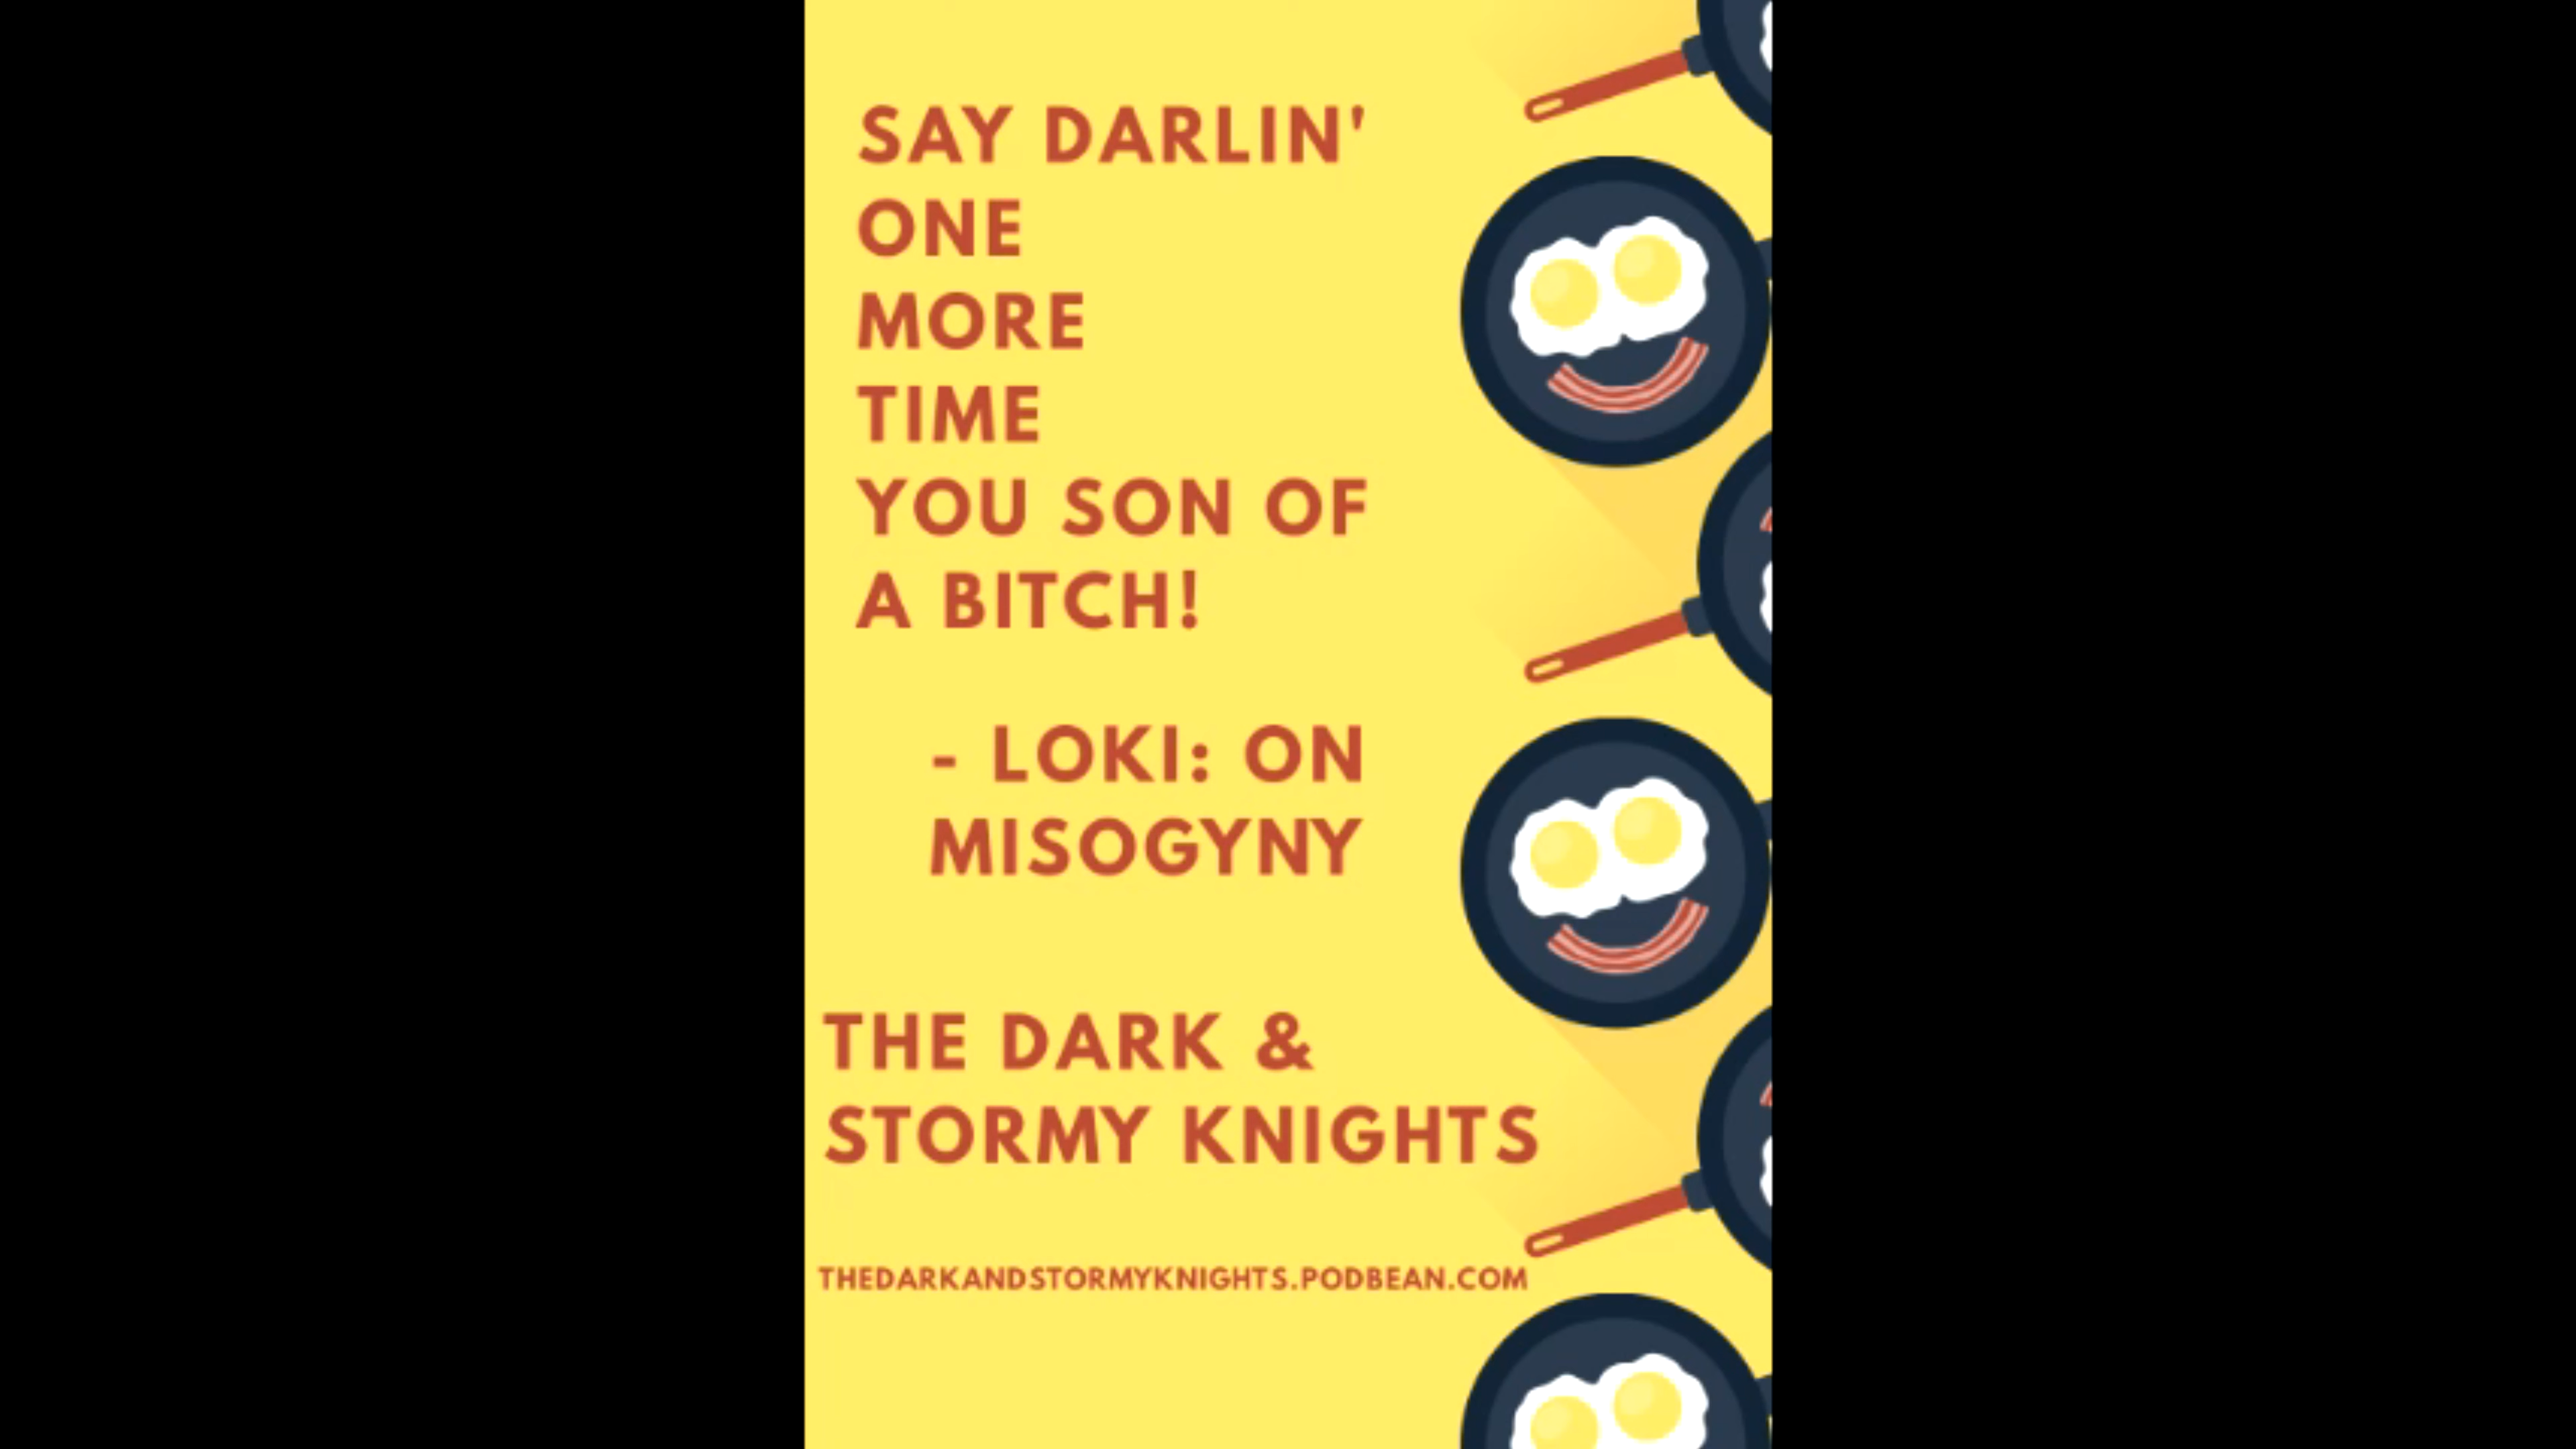 SAY DARLIN'
ONE
MORE
TIME
YOU SON OF
A BITCH!
- LOKI: ON
MISOGYNY
THE DARK &
STORMY KNIGHTS
THEDARKANDSTORMYKNIGHTS.PODBEAN.COM